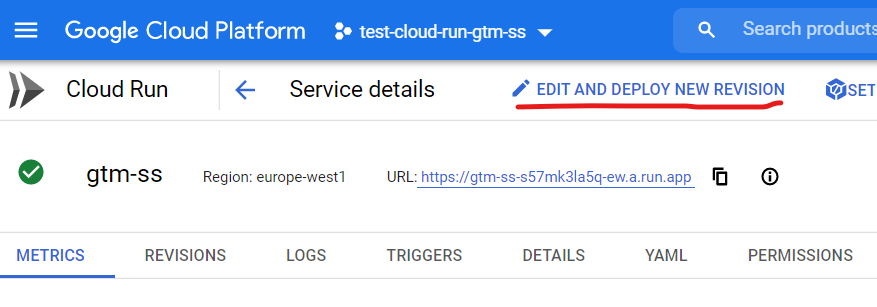 Google Cloud Platform test-cloud-run-gtm-ss Search products
Cloud Run Service details EDIT AND DEPLOY NEW REVISION SET
gtm-ss Region: europe-west1 URL: https://gtm-ss-s57mk3la5q-ew.a.run.app
METRICS REVISIONS LOGS TRIGGERS DETAILS YAML PERMISSIONS